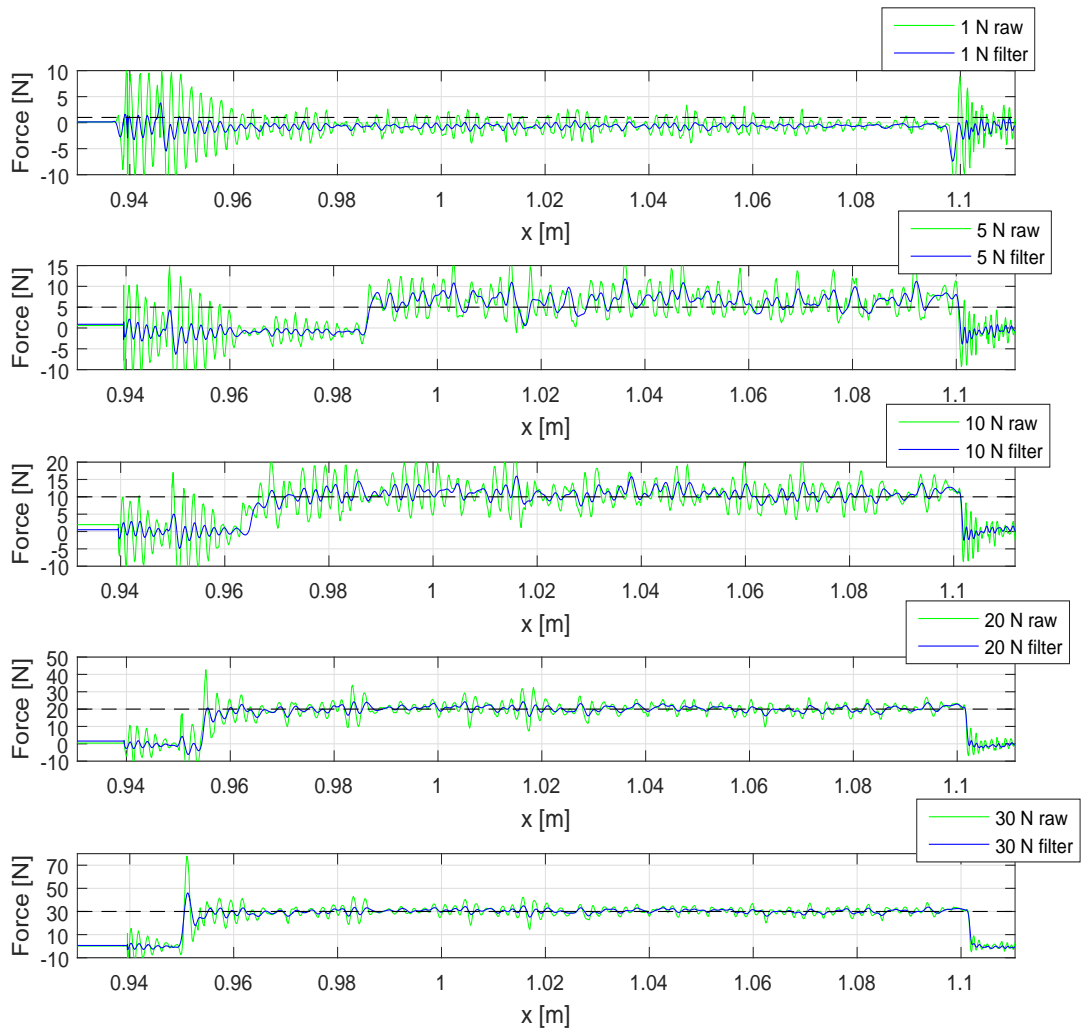 1 N raw
1 N filter
10
5
0
-5
-10
Force [N]
0.94 0.96 0.98 1 1.02 1.04 1.06 1.08 1.1
x [m]
5 N raw
5 N filter
15
10
5
0
-5
-10
Force [N]
0.94 0.96 0.98 1 1.02 1.04 1.06 1.08 1.1
x [m]
10 N raw
10 N filter
20
15
10
5
0
-5
-10
Force [N]
0.94 0.96 0.98 1 1.02 1.04 1.06 1.08 1.1
x [m]
20 N raw
20 N filter
50
40
30
20
10
0
-10
Force [N]
0.94 0.96 0.98 1 1.02 1.04 1.06 1.08 1.1
x [m]
30 N raw
30 N filter
70
50
30
10
-10
Force [N]
0.94 0.96 0.98 1 1.02 1.04 1.06 1.08 1.1
x [m]